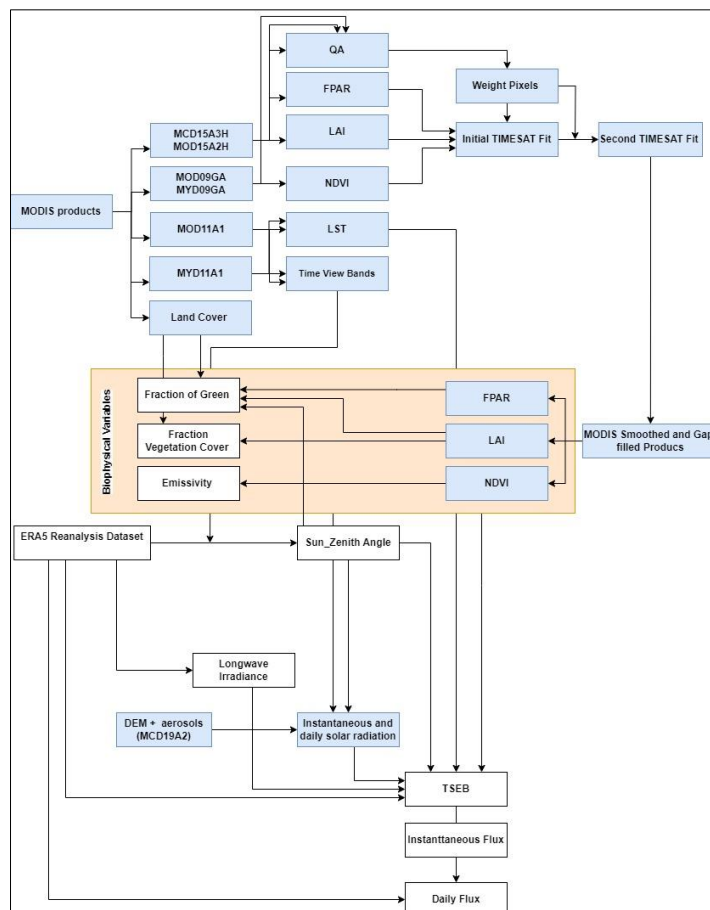 QA
Weight Pixels
FPAR
MCD15A3H
MOD15A2H
LAI
Initial TIMESAT Fit
Second TIMESAT Fit
MOD09GA
MYD09GA
NDVI
MODIS products
MOD11A1
LST
MYD11A1
Time View Bands
Land Cover
Biophysical Variables
Fraction of Green
FPAR
Fraction
Vegetation Cover
LAI
MODIS Smoothed and Gap
filled Producs
Emissivity
NDVI
ERA5 Reanalysis Dataset
Sun_Zenith Angle
Longwave
Irradiance
DEM + aerosols
(MCD19A2)
Instantaneous and
daily solar radiation
TSEB
Instanttaneous Flux
Daily Flux